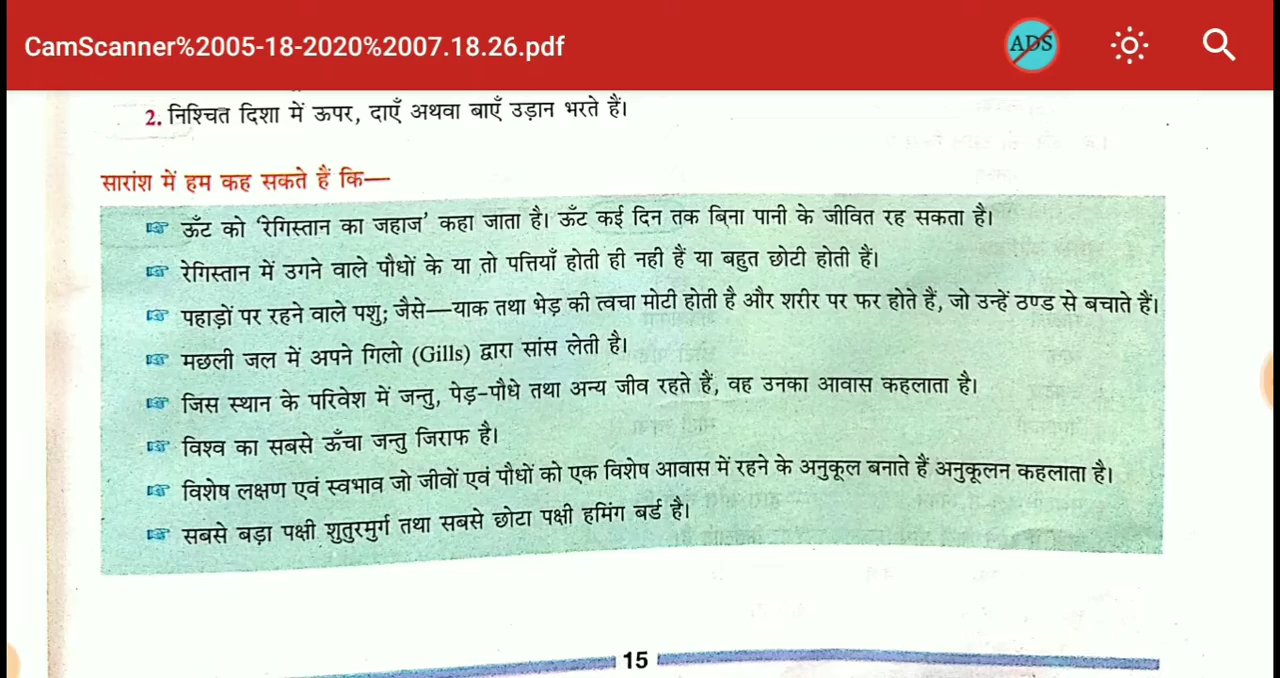 CamScanner%2005-18-2020%2007.18.26.pdf
ADS
2. निश्चित दिशा में ऊपर, दाएँ अथवा बाएँ उड़ान भरते हैं।
सारांश में हम कह सकते हैं कि—
ऊँट को ‘रेगिस्तान का जहाज’ कहा जाता है। ऊँट कई दिन तक बिना पानी के जीवित रह सकता है।
रेगिस्तान में उगने वाले पौधों के या तो पत्तियाँ होती ही नही हैं या बहुत छोटी होती हैं।
पहाड़ों पर रहने वाले पशु; जैसे—याक तथा भेड़ की त्वचा मोटी होती है और शरीर पर फर होते हैं, जो उन्हें ठण्ड से बचाते हैं।
मछली जल में अपने गिलो (Gills) द्वारा सांस लेती है।
जिस स्थान के परिवेश में जन्तु, पेड़-पौधे तथा अन्य जीव रहते हैं, वह उनका आवास कहलाता है।
विश्व का सबसे ऊँचा जन्तु जिराफ है।
विशेष लक्षण एवं स्वभाव जो जीवों एवं पौधों को एक विशेष आवास में रहने के अनुकूल बनाते हैं अनुकूलन कहलाता है।
सबसे बड़ा पक्षी शुतुरमुर्ग तथा सबसे छोटा पक्षी हमिंग बर्ड है।
15